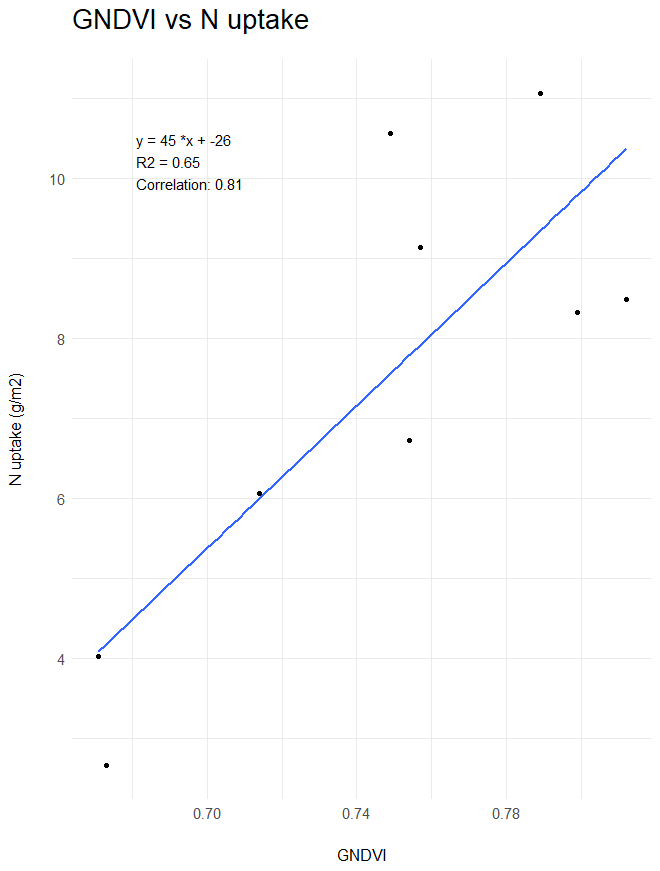 GNDVI vs N uptake
y = 45 *x + -26
R2 = 0.65
Correlation: 0.81
10
8
6
4
N uptake (g/m2)
0.70 0.74 0.78
GNDVI